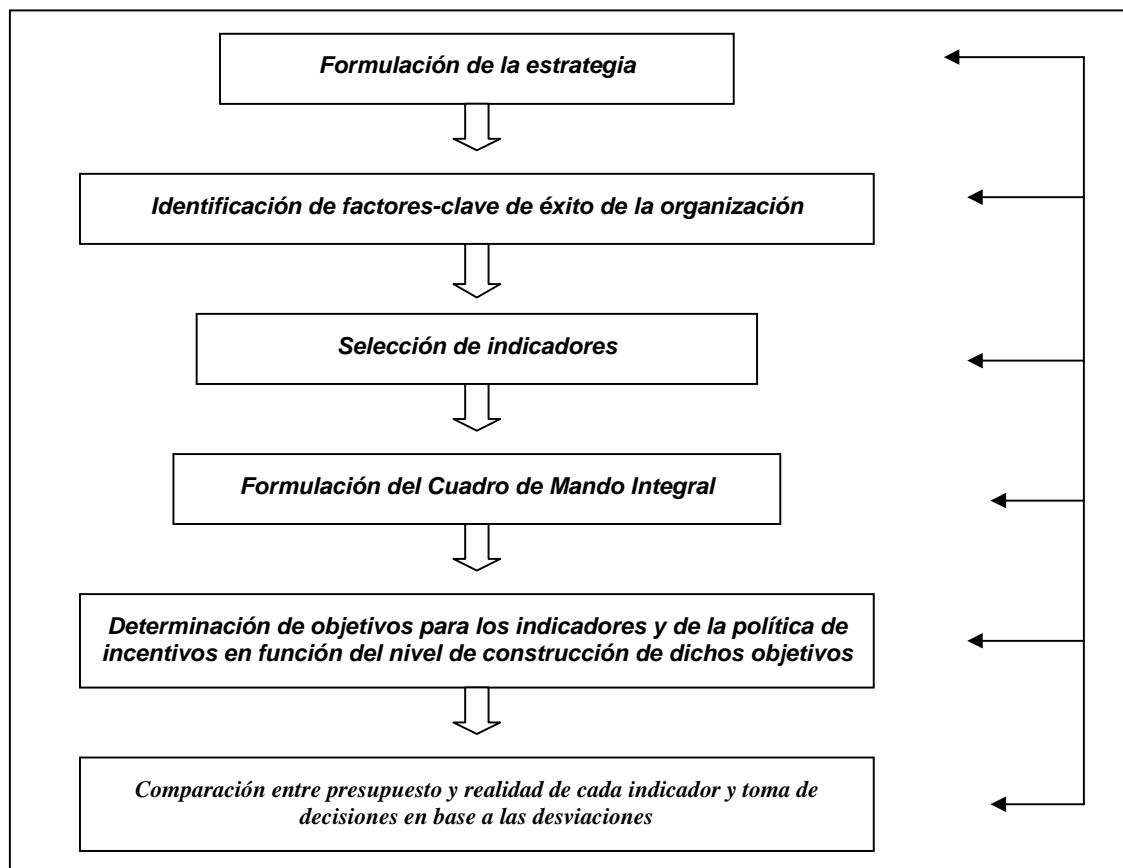 Formulación de la estrategia
Identificación de factores-clave de éxito de la organización
Selección de indicadores
Formulación del Cuadro de Mando Integral
Determinación de objetivos para los indicadores y de la política de
incentivos en función del nivel de construcción de dichos objetivos
Comparación entre presupuesto y realidad de cada indicador y toma de
decisiones en base a las desviaciones